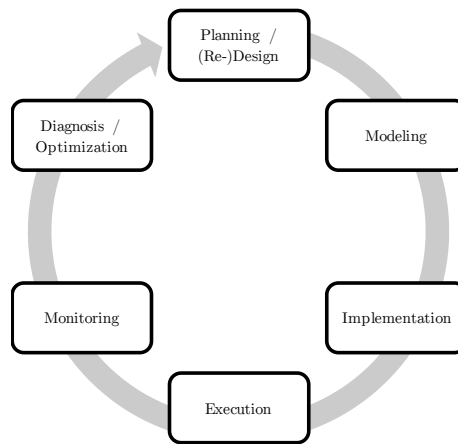 Planning /
(Re-)Design
Modeling
Implementation
Execution
Monitoring
Diagnosis /
Optimization